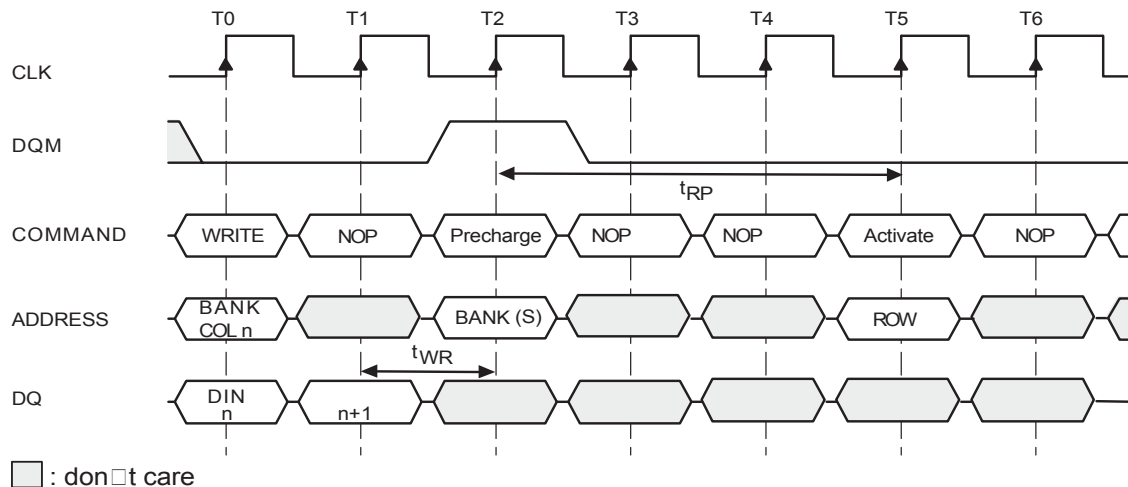 T0 T1 T2 T3 T4 T5 T6
CLK
DQM
tRP
COMMAND WRITE NOP Precharge NOP NOP Activate NOP
ADDRESS BANK COL n BANK (S) ROW
tWR
DQ DIN n n+1
: don□t care